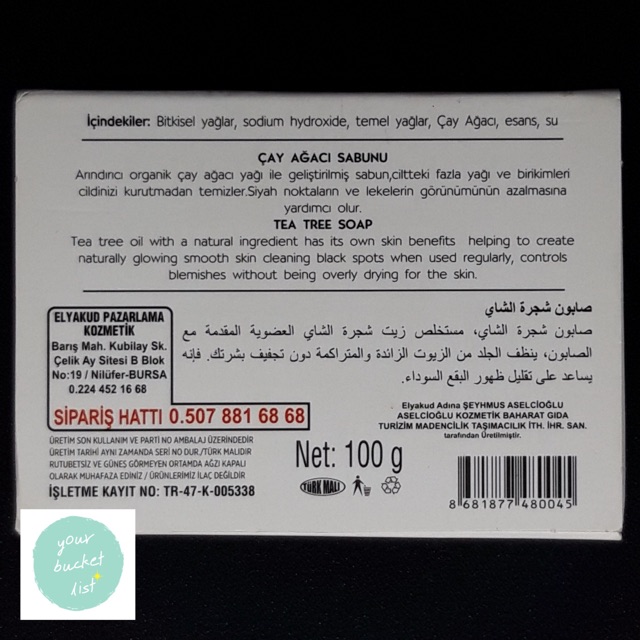 İçindekiler: Bitkisel yağlar, sodium hydroxide, temel yağlar, Çay Ağacı, esans, su
ÇAY AĞACI SABUNU
Arındırıcı organik çay ağacı yağı ile geliştirilmiş sabun,ciltteki fazla yağı ve birikimleri
cildinizi kurutmadan temizler.Siyah noktaların ve lekelerin görünümünün azalmasına
yardımcı olur.
TEA TREE SOAP
Tea tree oil with a natural ingredient has its own skin benefits helping to create
naturally glowing smooth skin cleaning black spots when used regularly, controls
blemishes without being overly drying for the skin.
صابون شجرة الشاي
صابون شجرة الشاي، مستخلص زيت شجرة الشاي العضوية المقدمة مع
الصابون، ينظف الجلد من الزيوت الزائدة والمتراكمة دون تجفيف بشرتك. فإنه
يساعد على تقليل ظهور البقع السوداء.
ELYAKUD PAZARLAMA
KOZMETİK
Barış Mah. Kubilay Sk.
Çelik Ay Sitesi B Blok
No:19 / Nilüfer-BURSA
0.224 452 16 68
SİPARİŞ HATTI 0.507 881 68 68
ÜRETİM SON KULLANIM VE PARTİ NO AMBALAJ ÜZERİNDEDİR
ÜRETİM TARİHİ AYNI ZAMANDA SERİ NO DUR./TÜRK MALIDIR
RUTUBETSIZ VE GÜNEŞ GÖRMEYEN ORTAMDA AĞZI KAPALI
OLARAK MUHAFAZA EDİNİZ / ÜRÜNLERİMİZ İLAÇ DEĞİLDİR
İŞLETME KAYIT NO: TR-47-K-005338
Net: 100 g
TÜRK MALI
Elyakud Adına ŞEYHMUS ASELCİOĞLU
ASELCIOĞLU KOZMETİK BAHARAT GIDA
TURİZİM MADENCİLİK TAŞIMACILIK İTH. İHR. SAN.
tarafından Üretilmiştir.
8 681877 480045
your
bucket
list